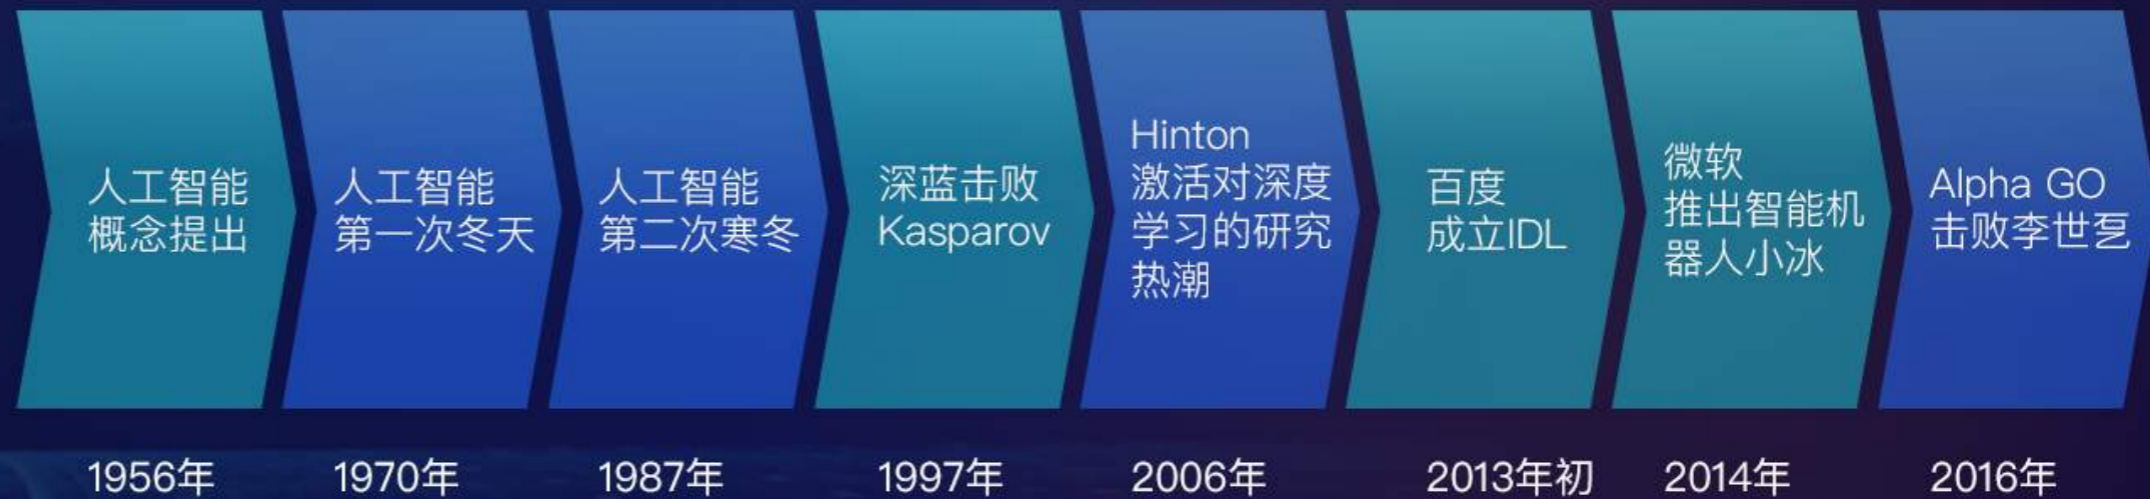 人工智能
概念提出
人工智能
第一次冬天
人工智能
第二次寒冬
深蓝击败
Kasparov
Hinton
激活对深度
学习的研究
热潮
百度
成立IDL
微软
推出智能机
器人小冰
Alpha GO
击败李世乭
1956年
1970年
1987年
1997年
2006年
2013年初
2014年
2016年